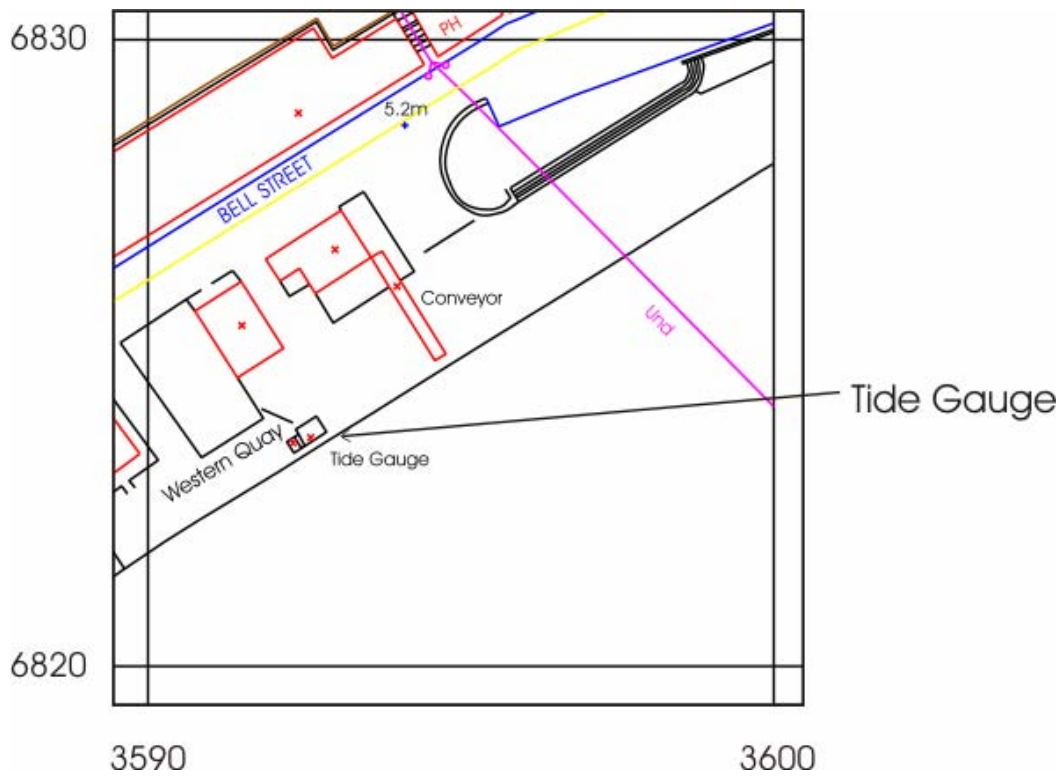 6830
PH
5.2m
BELL STREET
Conveyor
Und
Tide Gauge
Western Quay
Tide Gauge
6820
3590
3600